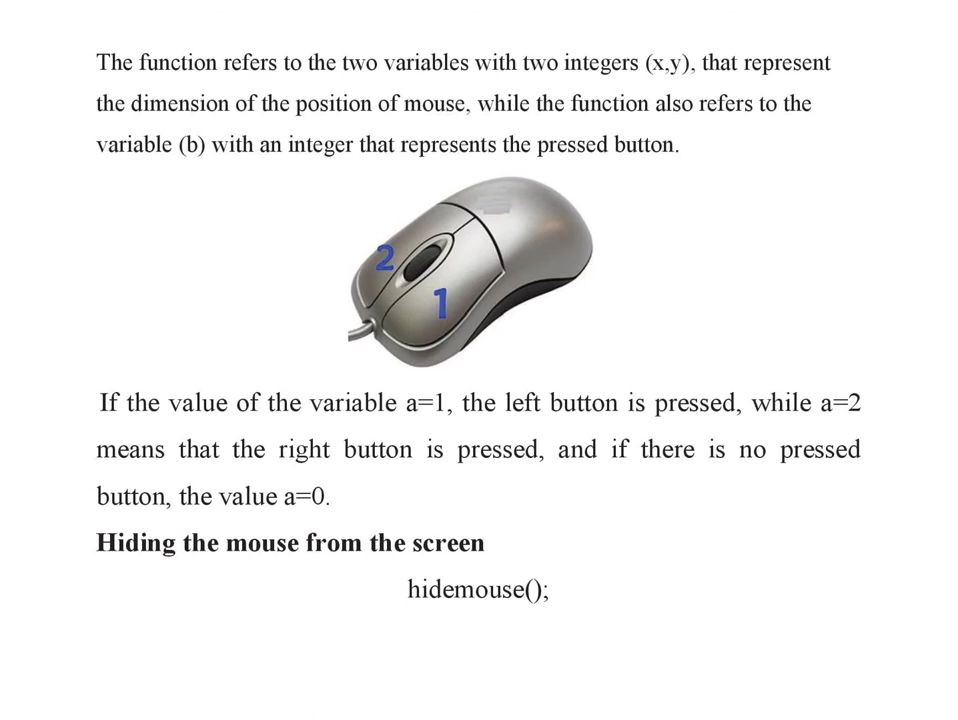 The function refers to the two variables with two integers (x,y), that represent
the dimension of the position of mouse, while the function also refers to the
variable (b) with an integer that represents the pressed button.
2
1
If the value of the variable a=1, the left button is pressed, while a=2
means that the right button is pressed, and if there is no pressed
button, the value a=0.
Hiding the mouse from the screen
hidemouse();